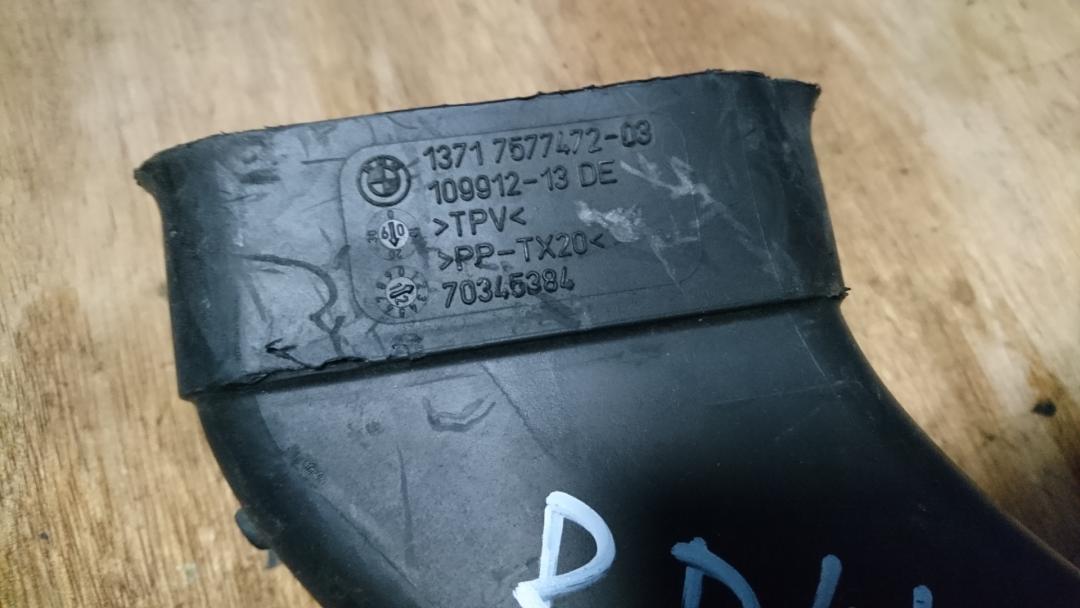 1371 7577472-03
109912-13 DE
>TPV<
>PP-TX20<
70345384